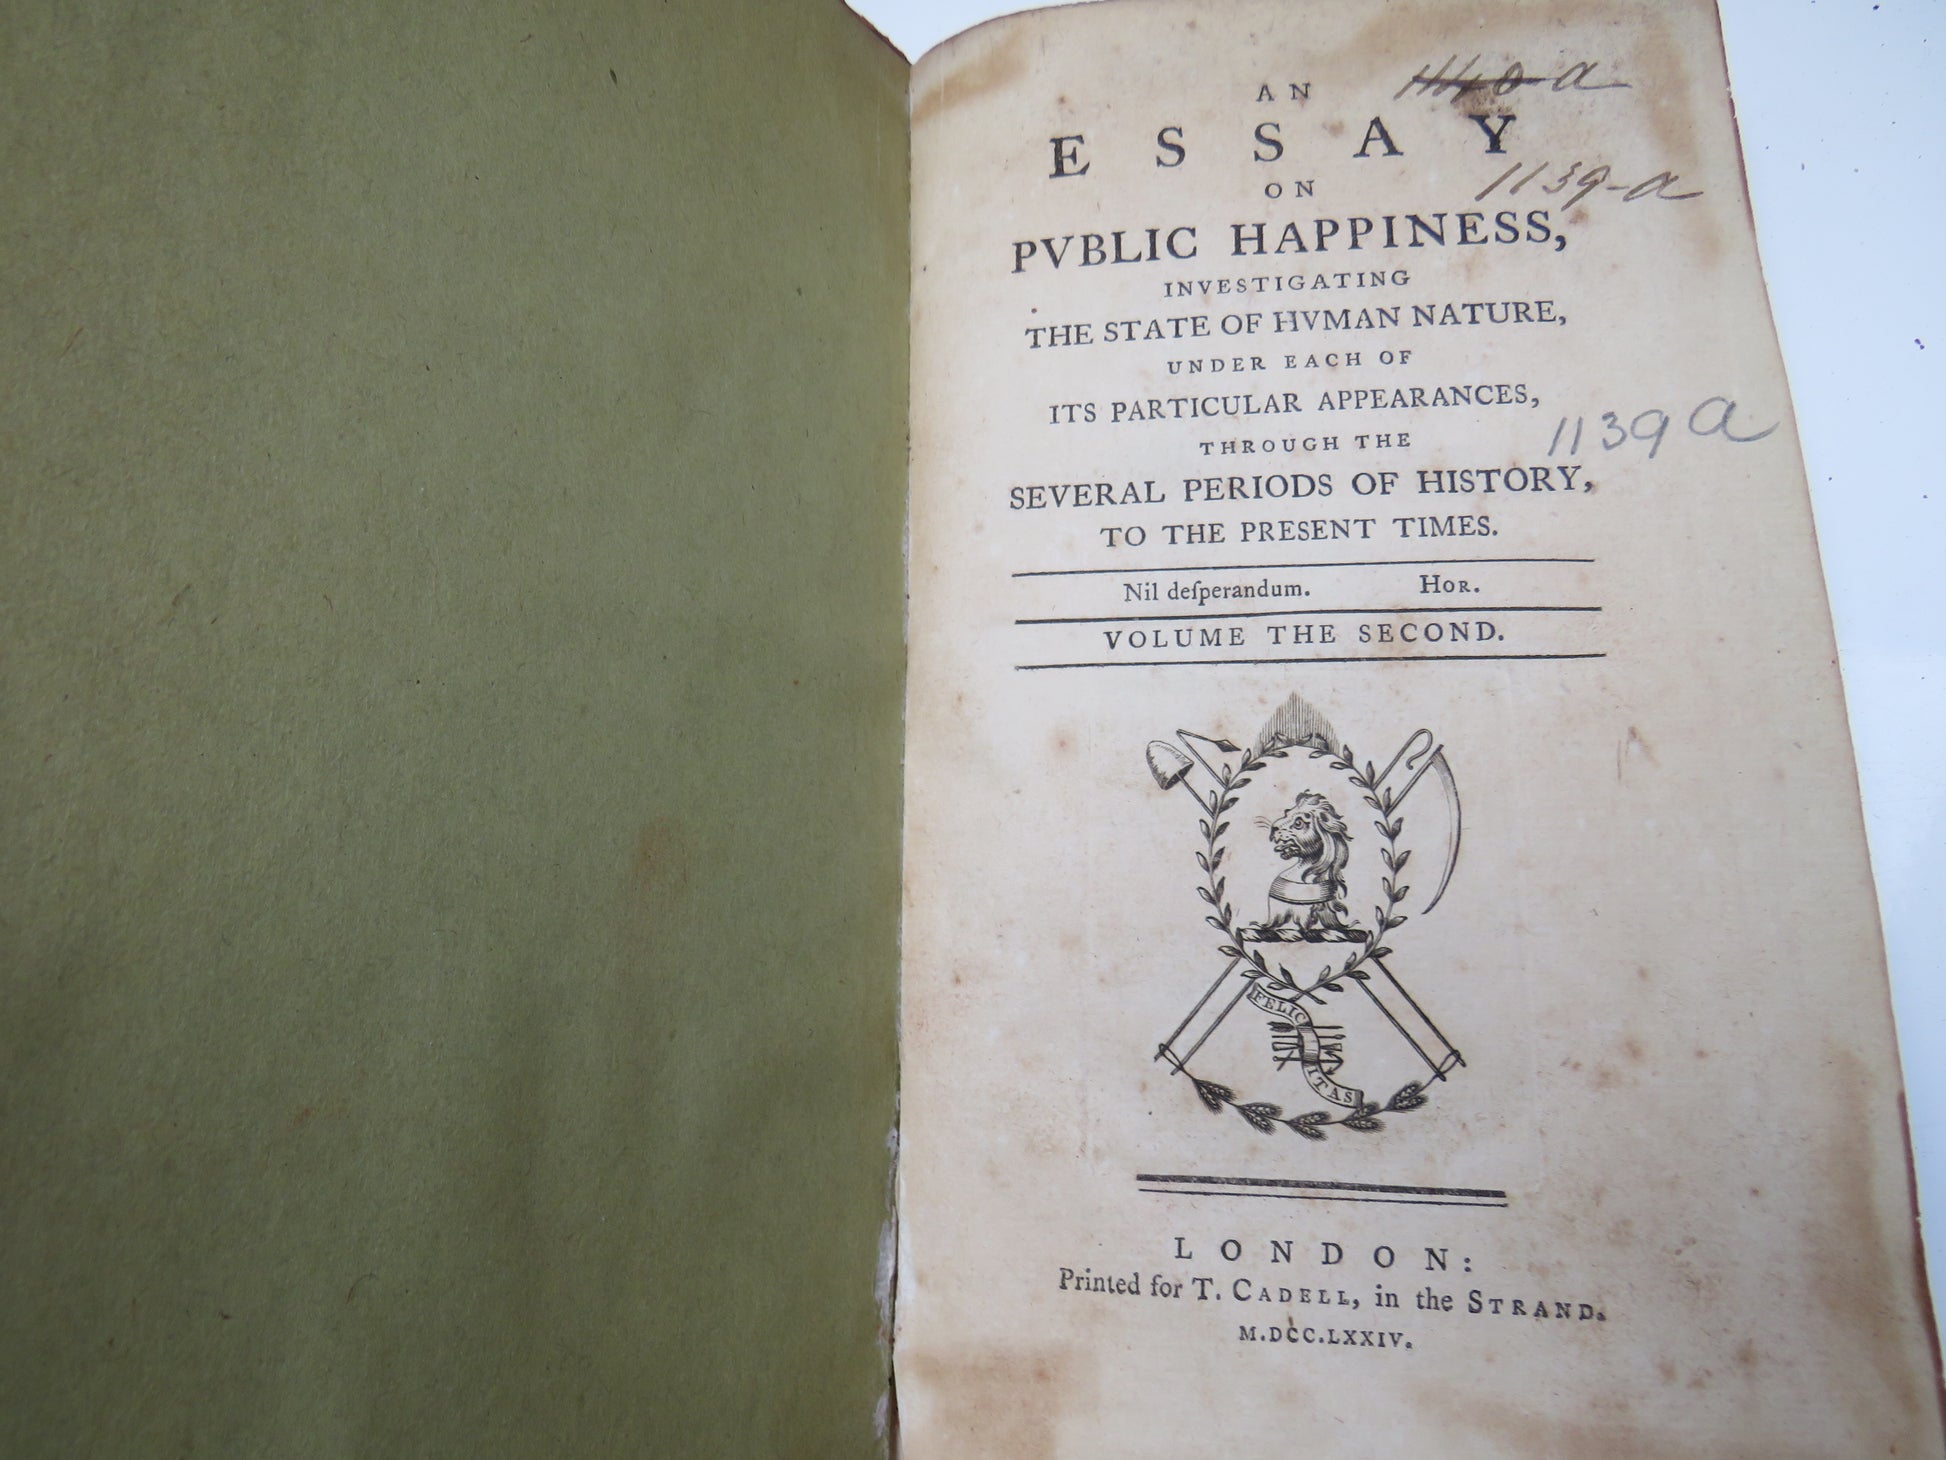 AN
1140-a
ESSAY
ON
1139-a
PVBLIC HAPPINESS,
INVESTIGATING
THE STATE OF HVMAN NATURE,
UNDER EACH OF
ITS PARTICULAR APPEARANCES,
THROUGH THE
1139 a
SEVERAL PERIODS OF HISTORY,
TO THE PRESENT TIMES.
Nil deſperandum. HOR.
VOLUME THE SECOND.
FELICITAS
LONDON:
Printed for T. CADELL, in the STRAND.
M.DCC.LXXIV.